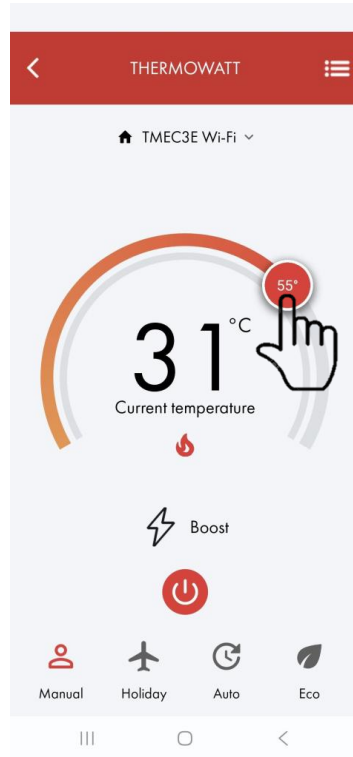 THERMOWATT
TMEC3E Wi-Fi
55°
31°C
Current temperature
Boost
Manual Holiday Auto Eco